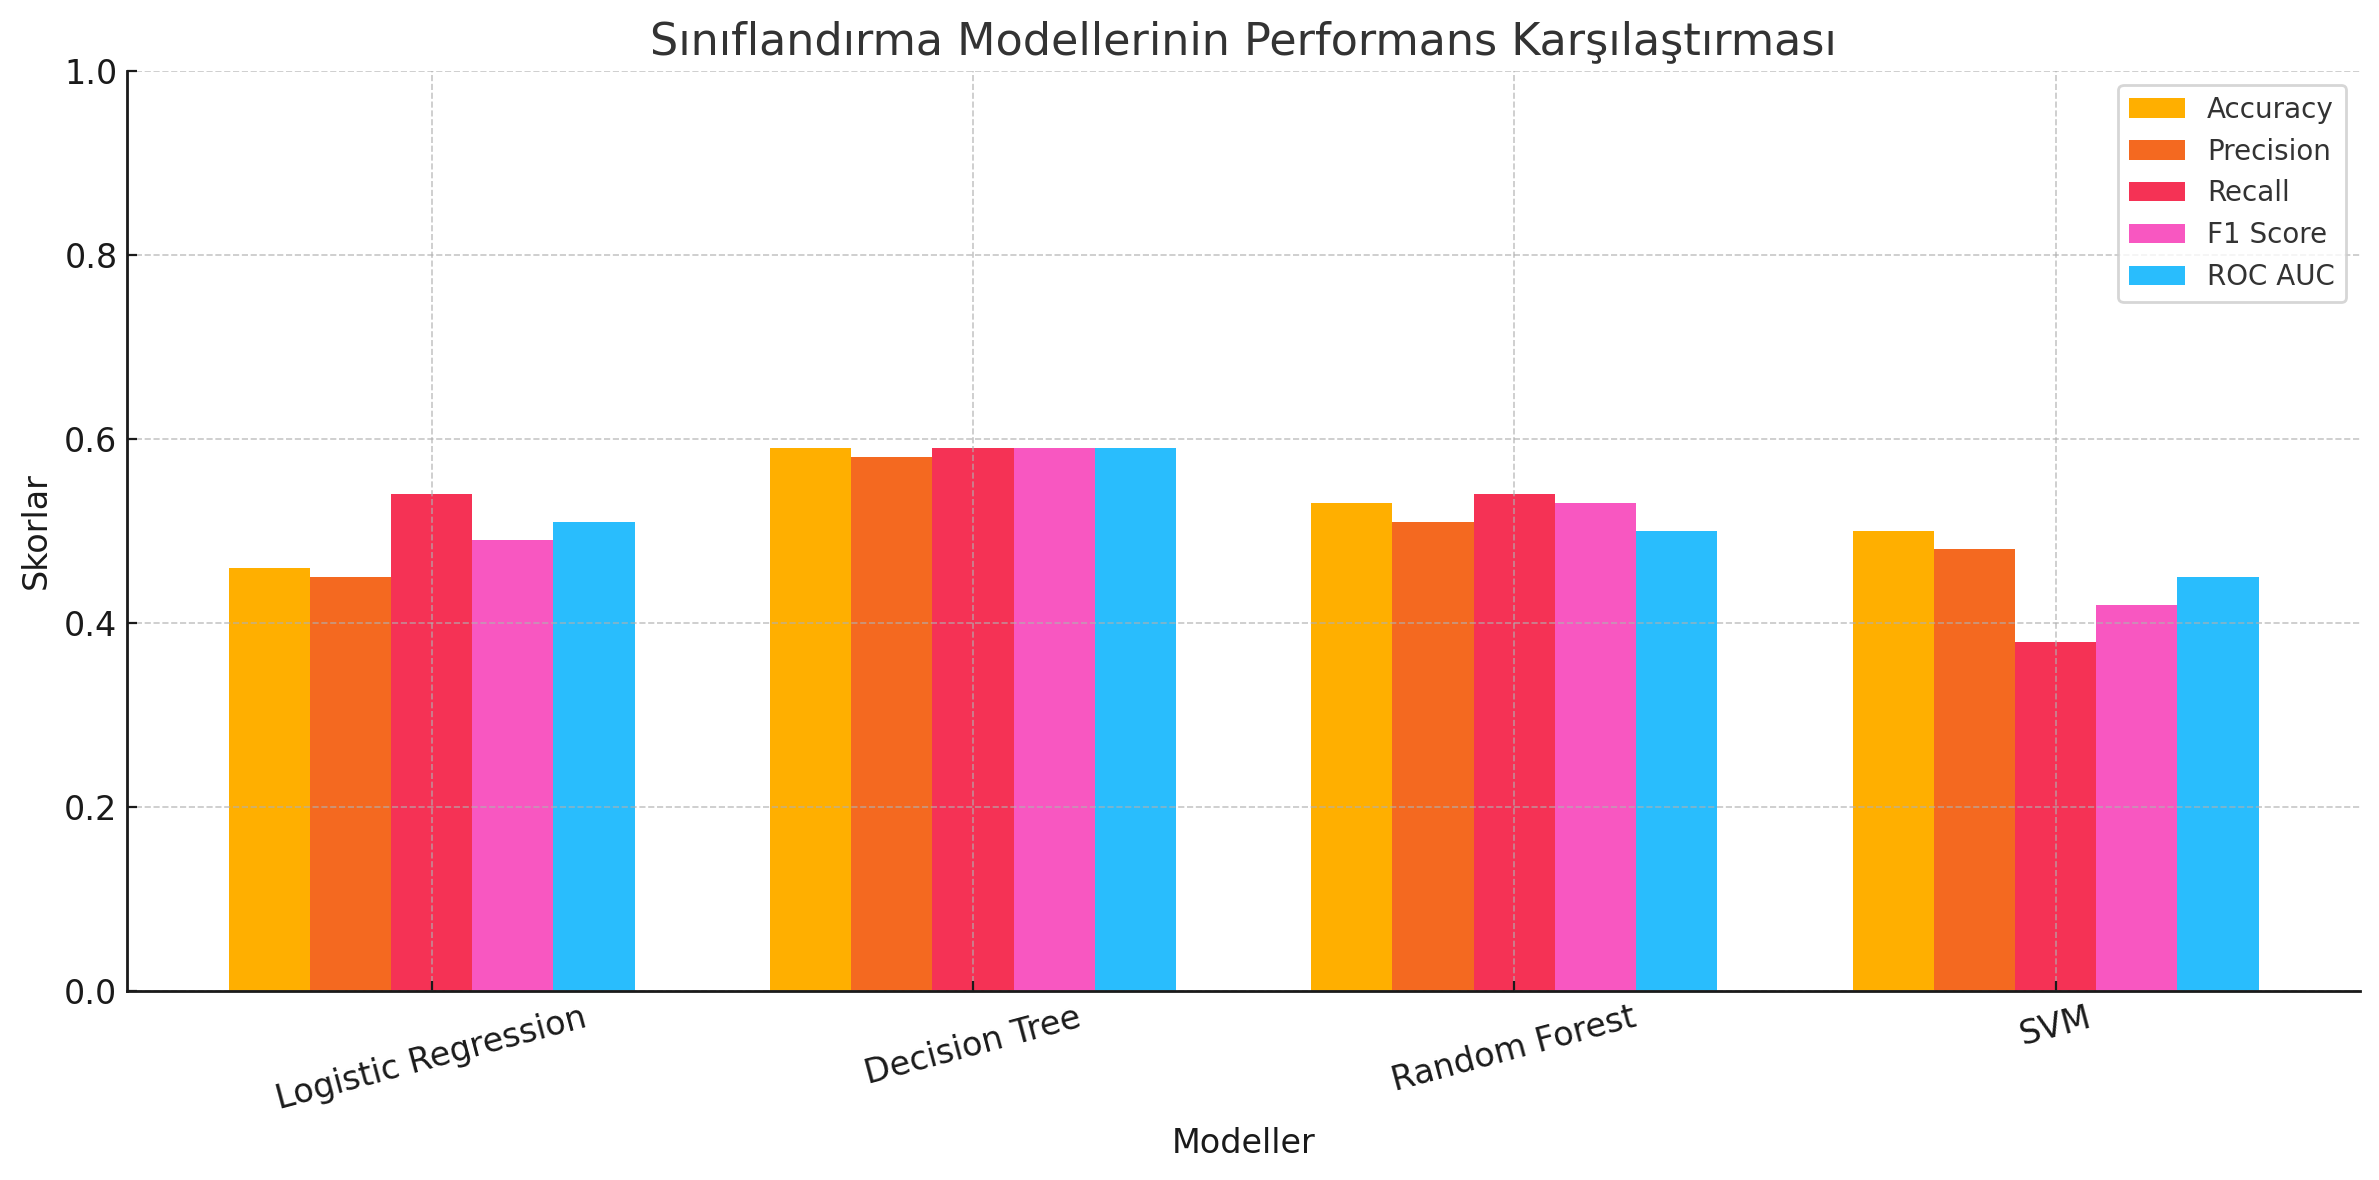 Sınıflandırma Modellerinin Performans Karşılaştırması
1.0
0.8
0.6
0.4
0.2
0.0
Skorlar
Accuracy
Precision
Recall
F1 Score
ROC AUC
Logistic Regression
Decision Tree
Random Forest
SVM
Modeller